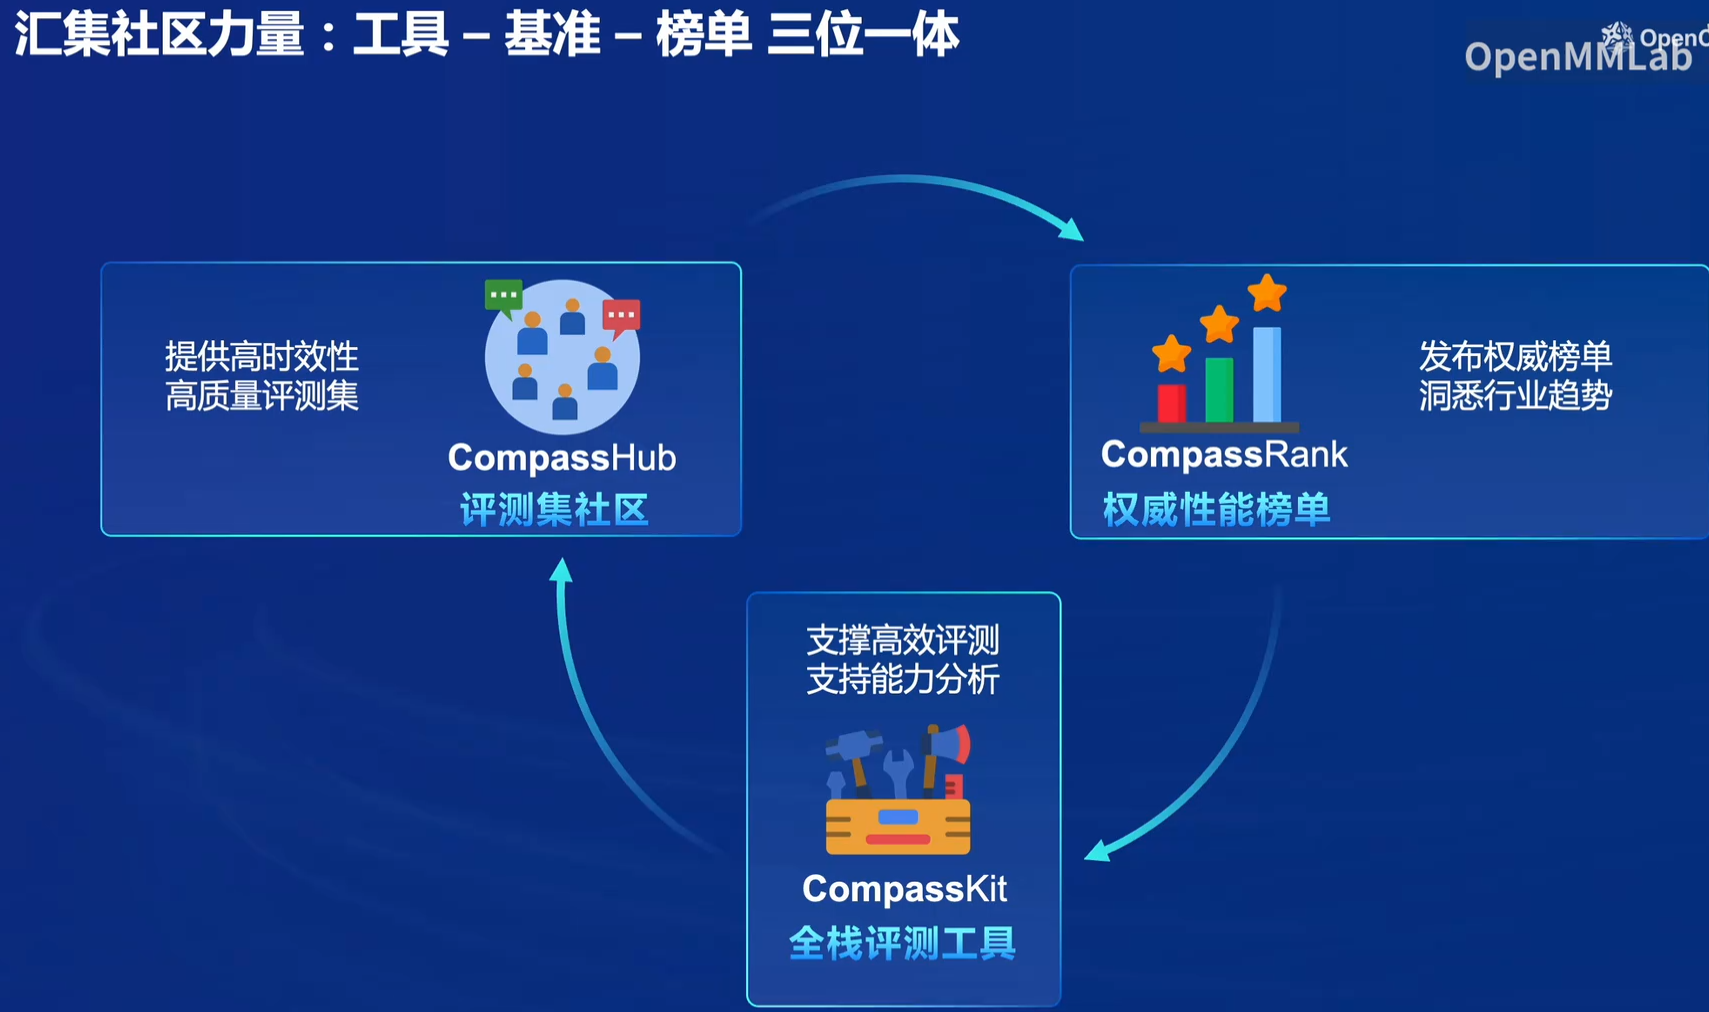 汇集社区力量：工具 – 基准 – 榜单 三位一体
OpenMMLab
提供高时效性
高质量评测集
CompassHub
评测集社区
发布权威榜单
洞悉行业趋势
CompassRank
权威性能榜单
支撑高效评测
支持能力分析
CompassKit
全栈评测工具